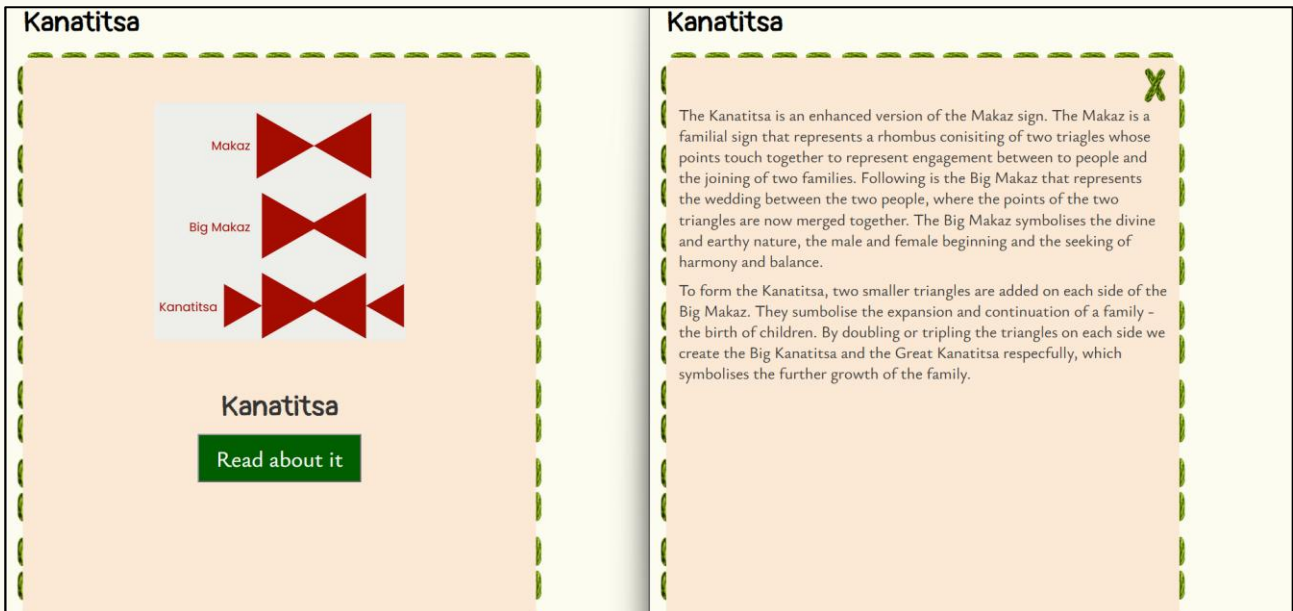 Kanatitsa
Makaz
Big Makaz
Kanatitsa
Kanatitsa
Read about it
Kanatitsa
The Kanatitsa is an enhanced version of the Makaz sign. The Makaz is a
familial sign that represents a rhombus conisiting of two triagles whose
points touch together to represent engagement between to people and
the joining of two families. Following is the Big Makaz that represents
the wedding between the two people, where the points of the two
triangles are now merged together. The Big Makaz symbolises the divine
and earthy nature, the male and female beginning and the seeking of
harmony and balance.
To form the Kanatitsa, two smaller triangles are added on each side of the
Big Makaz. They sumbolise the expansion and continuation of a family -
the birth of children. By doubling or tripling the triangles on each side we
create the Big Kanatitsa and the Great Kanatitsa respecfully, which
symbolises the further growth of the family.